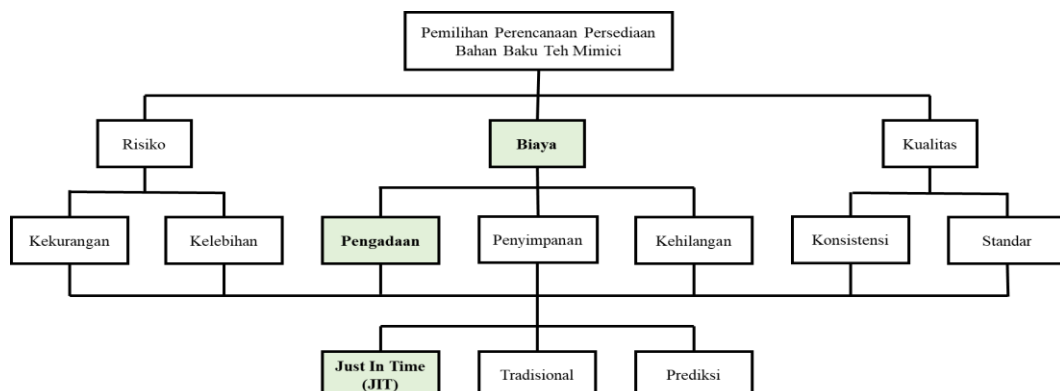 Pemilihan Perencanaan Persediaan
Bahan Baku Teh Mimici
Risiko
Biaya
Kualitas
Kekurangan
Kelebihan
Pengadaan
Penyimpanan
Kehilangan
Konsistensi
Standar
Just In Time
(JIT)
Tradisional
Prediksi